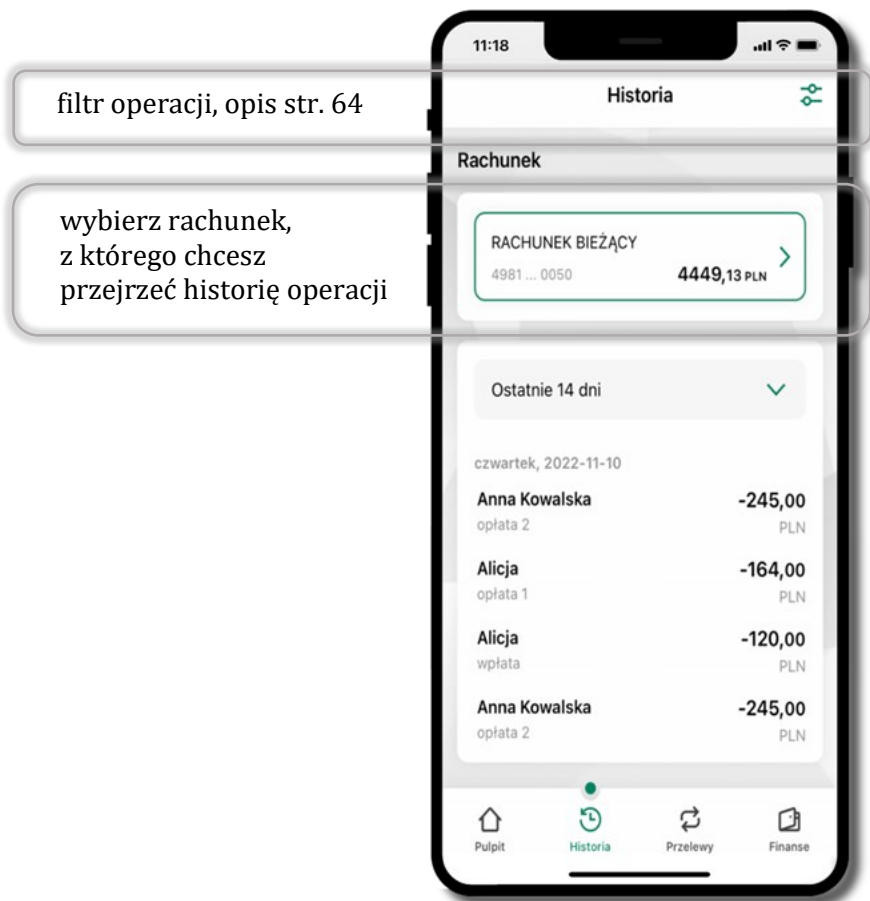 11:18
filtr operacji, opis str. 64
Historia
Rachunek
wybierz rachunek,
z którego chcesz
przejrzeć historię operacji
RACHUNEK BIEŻĄCY
4981 ... 0050 4449,13 PLN
Ostatnie 14 dni
czwartek, 2022-11-10
Anna Kowalska -245,00
opłata 2 PLN
Alicja -164,00
opłata 1 PLN
Alicja -120,00
wpłata PLN
Anna Kowalska -245,00
opłata 2 PLN
Pulpit Historia Przelewy Finanse